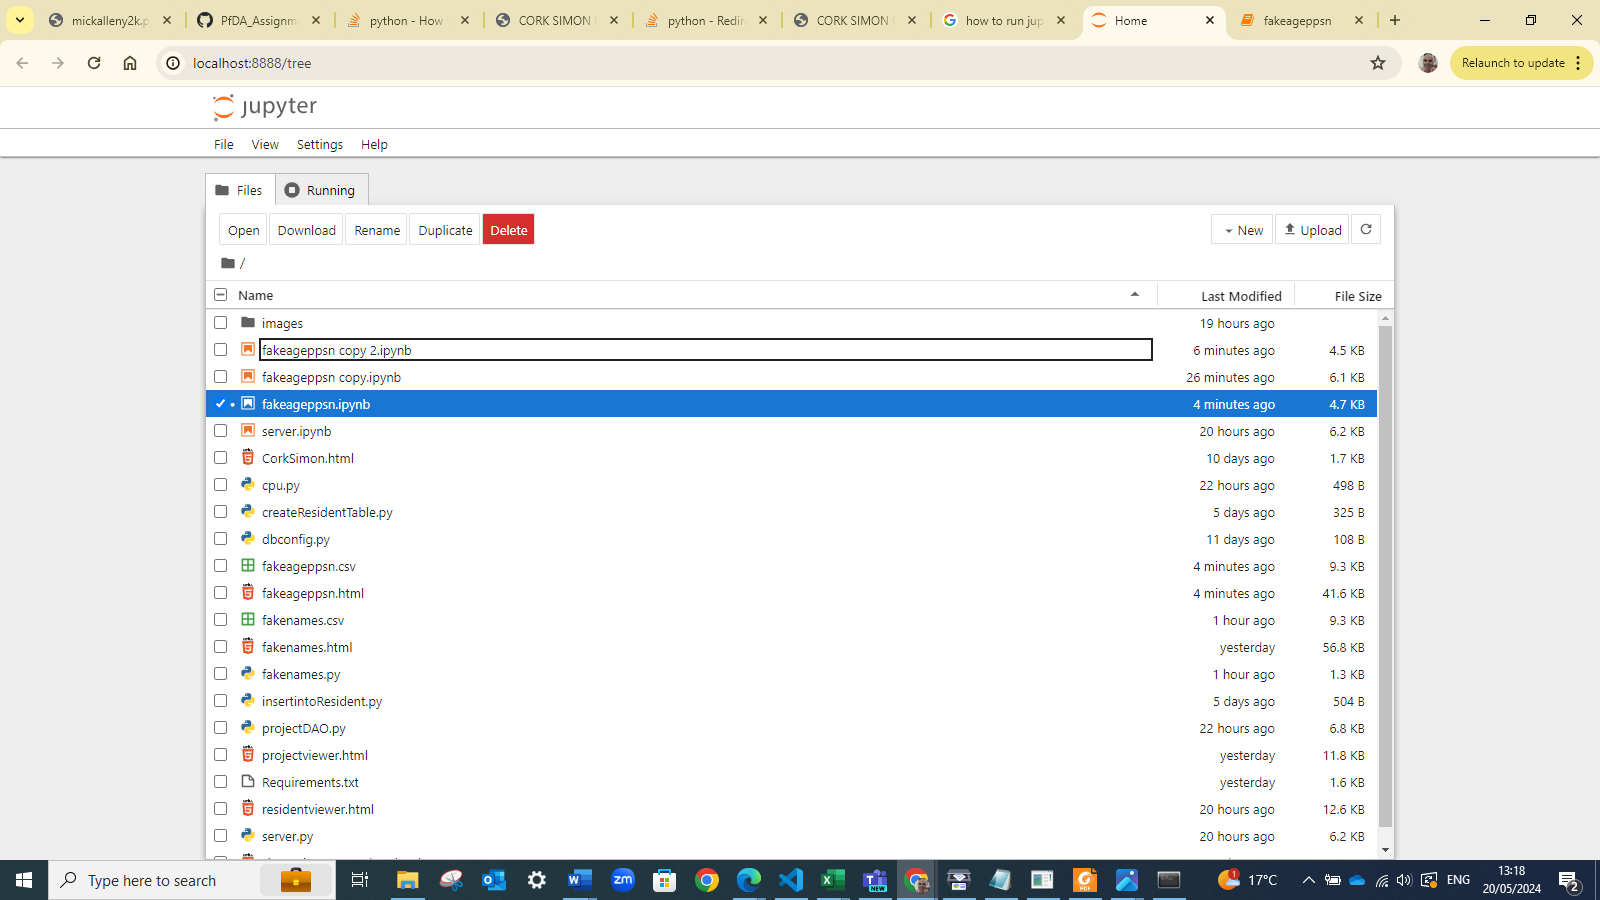 mickalleny2k.p
PfDA_Assignm
python - How
CORK SIMON
python - Redir
CORK SIMON
how to run jup
Home
fakeageppsn
localhost:8888/tree
Relaunch to update
jupyter
File View Settings Help
Files Running
Open Download Rename Duplicate Delete New Upload
/
Name Last Modified File Size
images 19 hours ago
fakeageppsn copy 2.ipynb 6 minutes ago 4.5 KB
fakeageppsn copy.ipynb 26 minutes ago 6.1 KB
fakeageppsn.ipynb 4 minutes ago 4.7 KB
server.ipynb 20 hours ago 6.2 KB
CorkSimon.html 10 days ago 1.7 KB
cpu.py 22 hours ago 498 B
createResidentTable.py 5 days ago 325 B
dbconfig.py 11 days ago 108 B
fakeageppsn.csv 4 minutes ago 9.3 KB
fakeageppsn.html 4 minutes ago 41.6 KB
fakenames.csv 1 hour ago 9.3 KB
fakenames.html yesterday 56.8 KB
fakenames.py 1 hour ago 1.3 KB
insertintoResident.py 5 days ago 504 B
projectDAO.py 22 hours ago 6.8 KB
projectviewer.html yesterday 11.8 KB
Requirements.txt yesterday 1.6 KB
residentviewer.html 20 hours ago 12.6 KB
server.py 20 hours ago 6.2 KB
Type here to search
17°C
ENG
13:18
20/05/2024
2